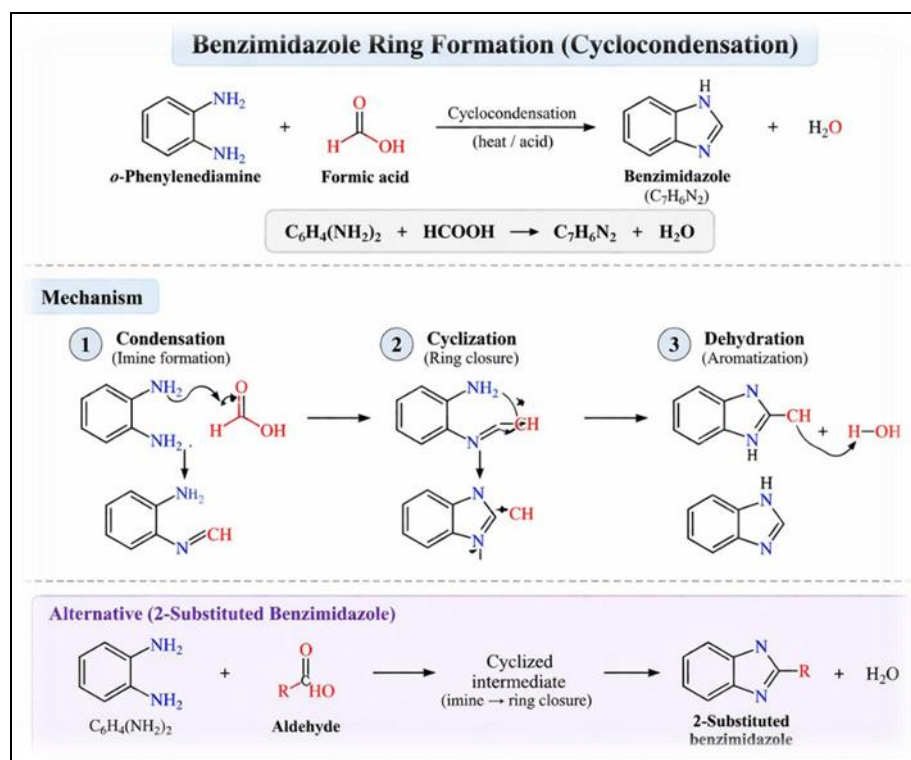 Benzimidazole Ring Formation (Cyclocondensation)
NH₂
NH₂
o-Phenylenediamine
+
O
H
OH
Formic acid
Cyclocondensation
(heat / acid)
H
N
N
Benzimidazole
(C₇H₆N₂)
+
H₂O
C₆H₄(NH₂)₂ + HCOOH → C₇H₆N₂ + H₂O
Mechanism
1 Condensation
(Imine formation)
NH₂
NH₂
O
H
OH
NH₂
N
CH
2 Cyclization
(Ring closure)
NH₂
N
CH
N
N
CH
3 Dehydration
(Aromatization)
N
N
H
CH
+
H–OH
H
N
N
Alternative (2-Substituted Benzimidazole)
NH₂
NH₂
C₆H₄(NH₂)₂
+
O
R
C
HO
Aldehyde
Cyclized
intermediate
(imine → ring closure)
N
N
R
2-Substituted
benzimidazole
+
H₂O